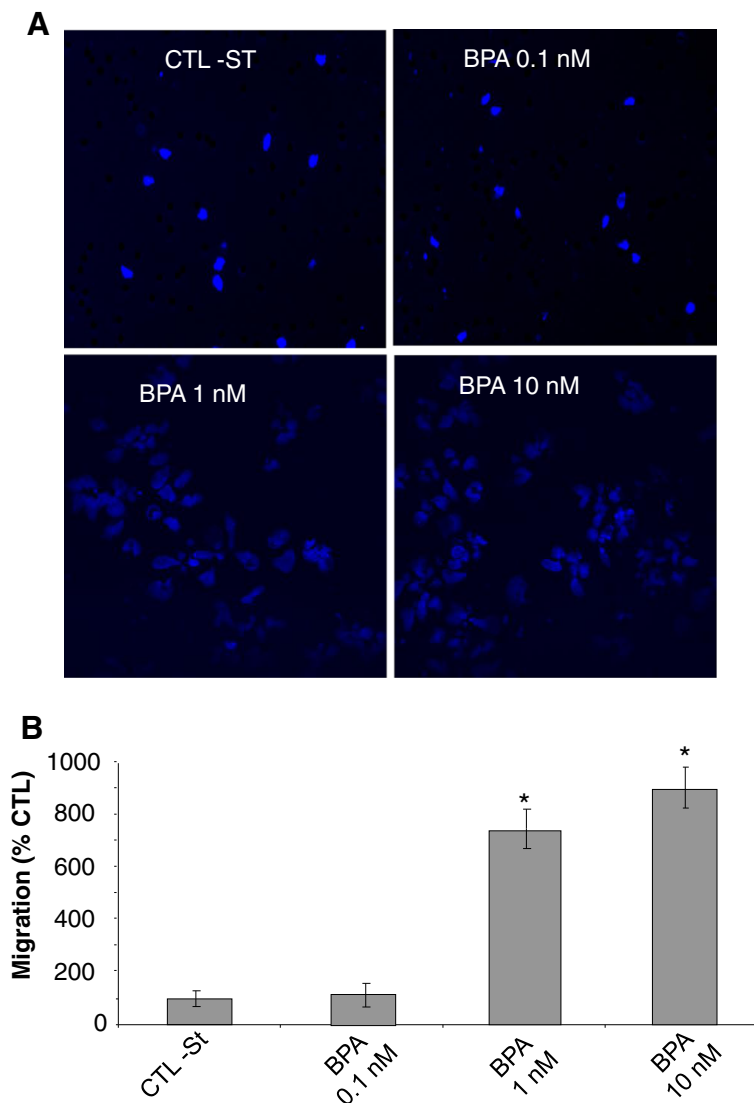 A
CTL -ST
BPA 0.1 nM
BPA 1 nM
BPA 10 nM
B
Migration (% CTL)
1000
800
600
400
200
0
*
*
CTL -St
BPA
0.1 nM
BPA
1 nM
BPA
10 nM